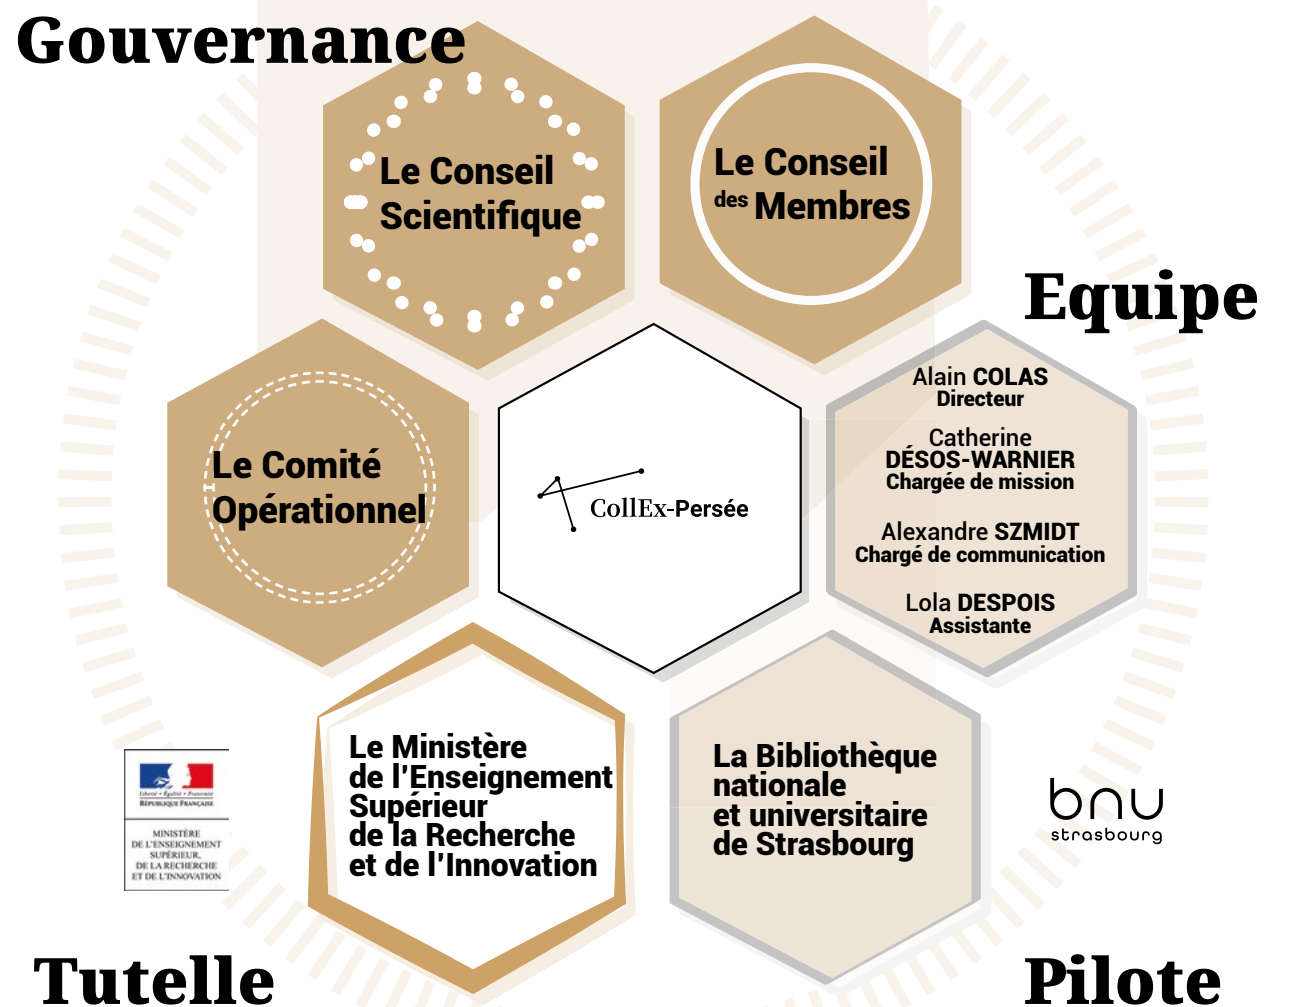 Gouvernance
Le Conseil
Scientifique
Le Conseil
des Membres
Equipe
Alain COLAS
Directeur
Catherine
DÉSOS-WARNIER
Chargée de mission
Alexandre SZMIDT
Chargé de communication
Lola DESPOIS
Assistante
Le Comité
Opérationnel
CollEx-Persée
Le Ministère
de l'Enseignement
Supérieur
de la Recherche
et de l'Innovation
La Bibliothèque
nationale
et universitaire
de Strasbourg
Liberté • Égalité • Fraternité
RÉPUBLIQUE FRANÇAISE
MINISTÈRE
DE L'ENSEIGNEMENT
SUPÉRIEUR,
DE LA RECHERCHE
ET DE L'INNOVATION
bnu
strasbourg
Tutelle
Pilote